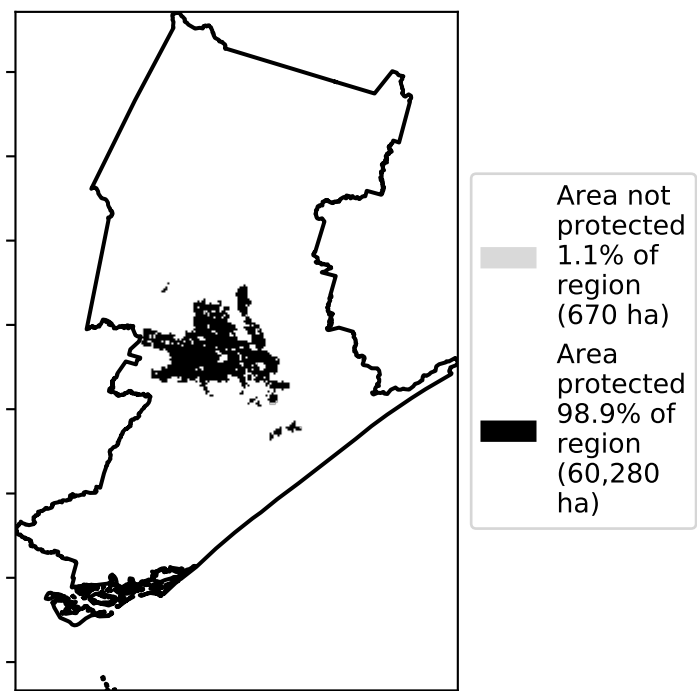 Area not
protected
1.1% of
region
(670 ha)
Area
protected
98.9% of
region
(60,280
ha)